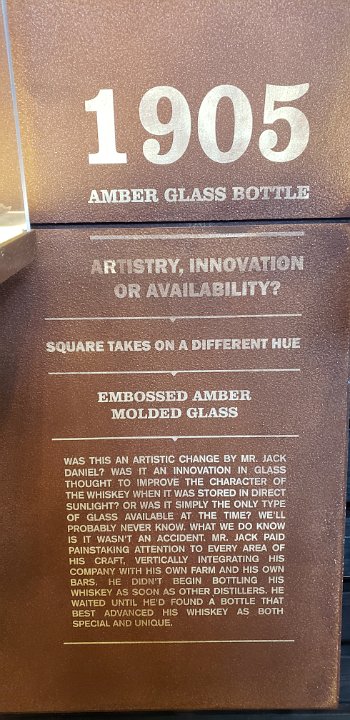 1905
AMBER GLASS BOTTLE
ARTISTRY, INNOVATION
OR AVAILABILITY?
SQUARE TAKES ON A DIFFERENT HUE
EMBOSSED AMBER
MOLDED GLASS
WAS THIS AN ARTISTIC CHANGE BY MR. JACK
DANIEL? WAS IT AN INNOVATION IN GLASS
THOUGHT TO IMPROVE THE CHARACTER OF
THE WHISKEY WHEN IT WAS STORED IN DIRECT
SUNLIGHT? OR WAS IT SIMPLY THE ONLY TYPE
OF GLASS AVAILABLE AT THE TIME? WE'LL
PROBABLY NEVER KNOW. WHAT WE DO KNOW
IS IT WASN'T AN ACCIDENT. MR. JACK PAID
PAINSTAKING ATTENTION TO EVERY AREA OF
HIS CRAFT, VERTICALLY INTEGRATING HIS
COMPANY WITH HIS OWN FARM AND HIS OWN
BARS. HE DIDN'T BEGIN BOTTLING HIS
WHISKEY AS SOON AS OTHER DISTILLERS. HE
WAITED UNTIL HE'D FOUND A BOTTLE THAT
BEST ADVANCED HIS WHISKEY AS BOTH
SPECIAL AND UNIQUE.